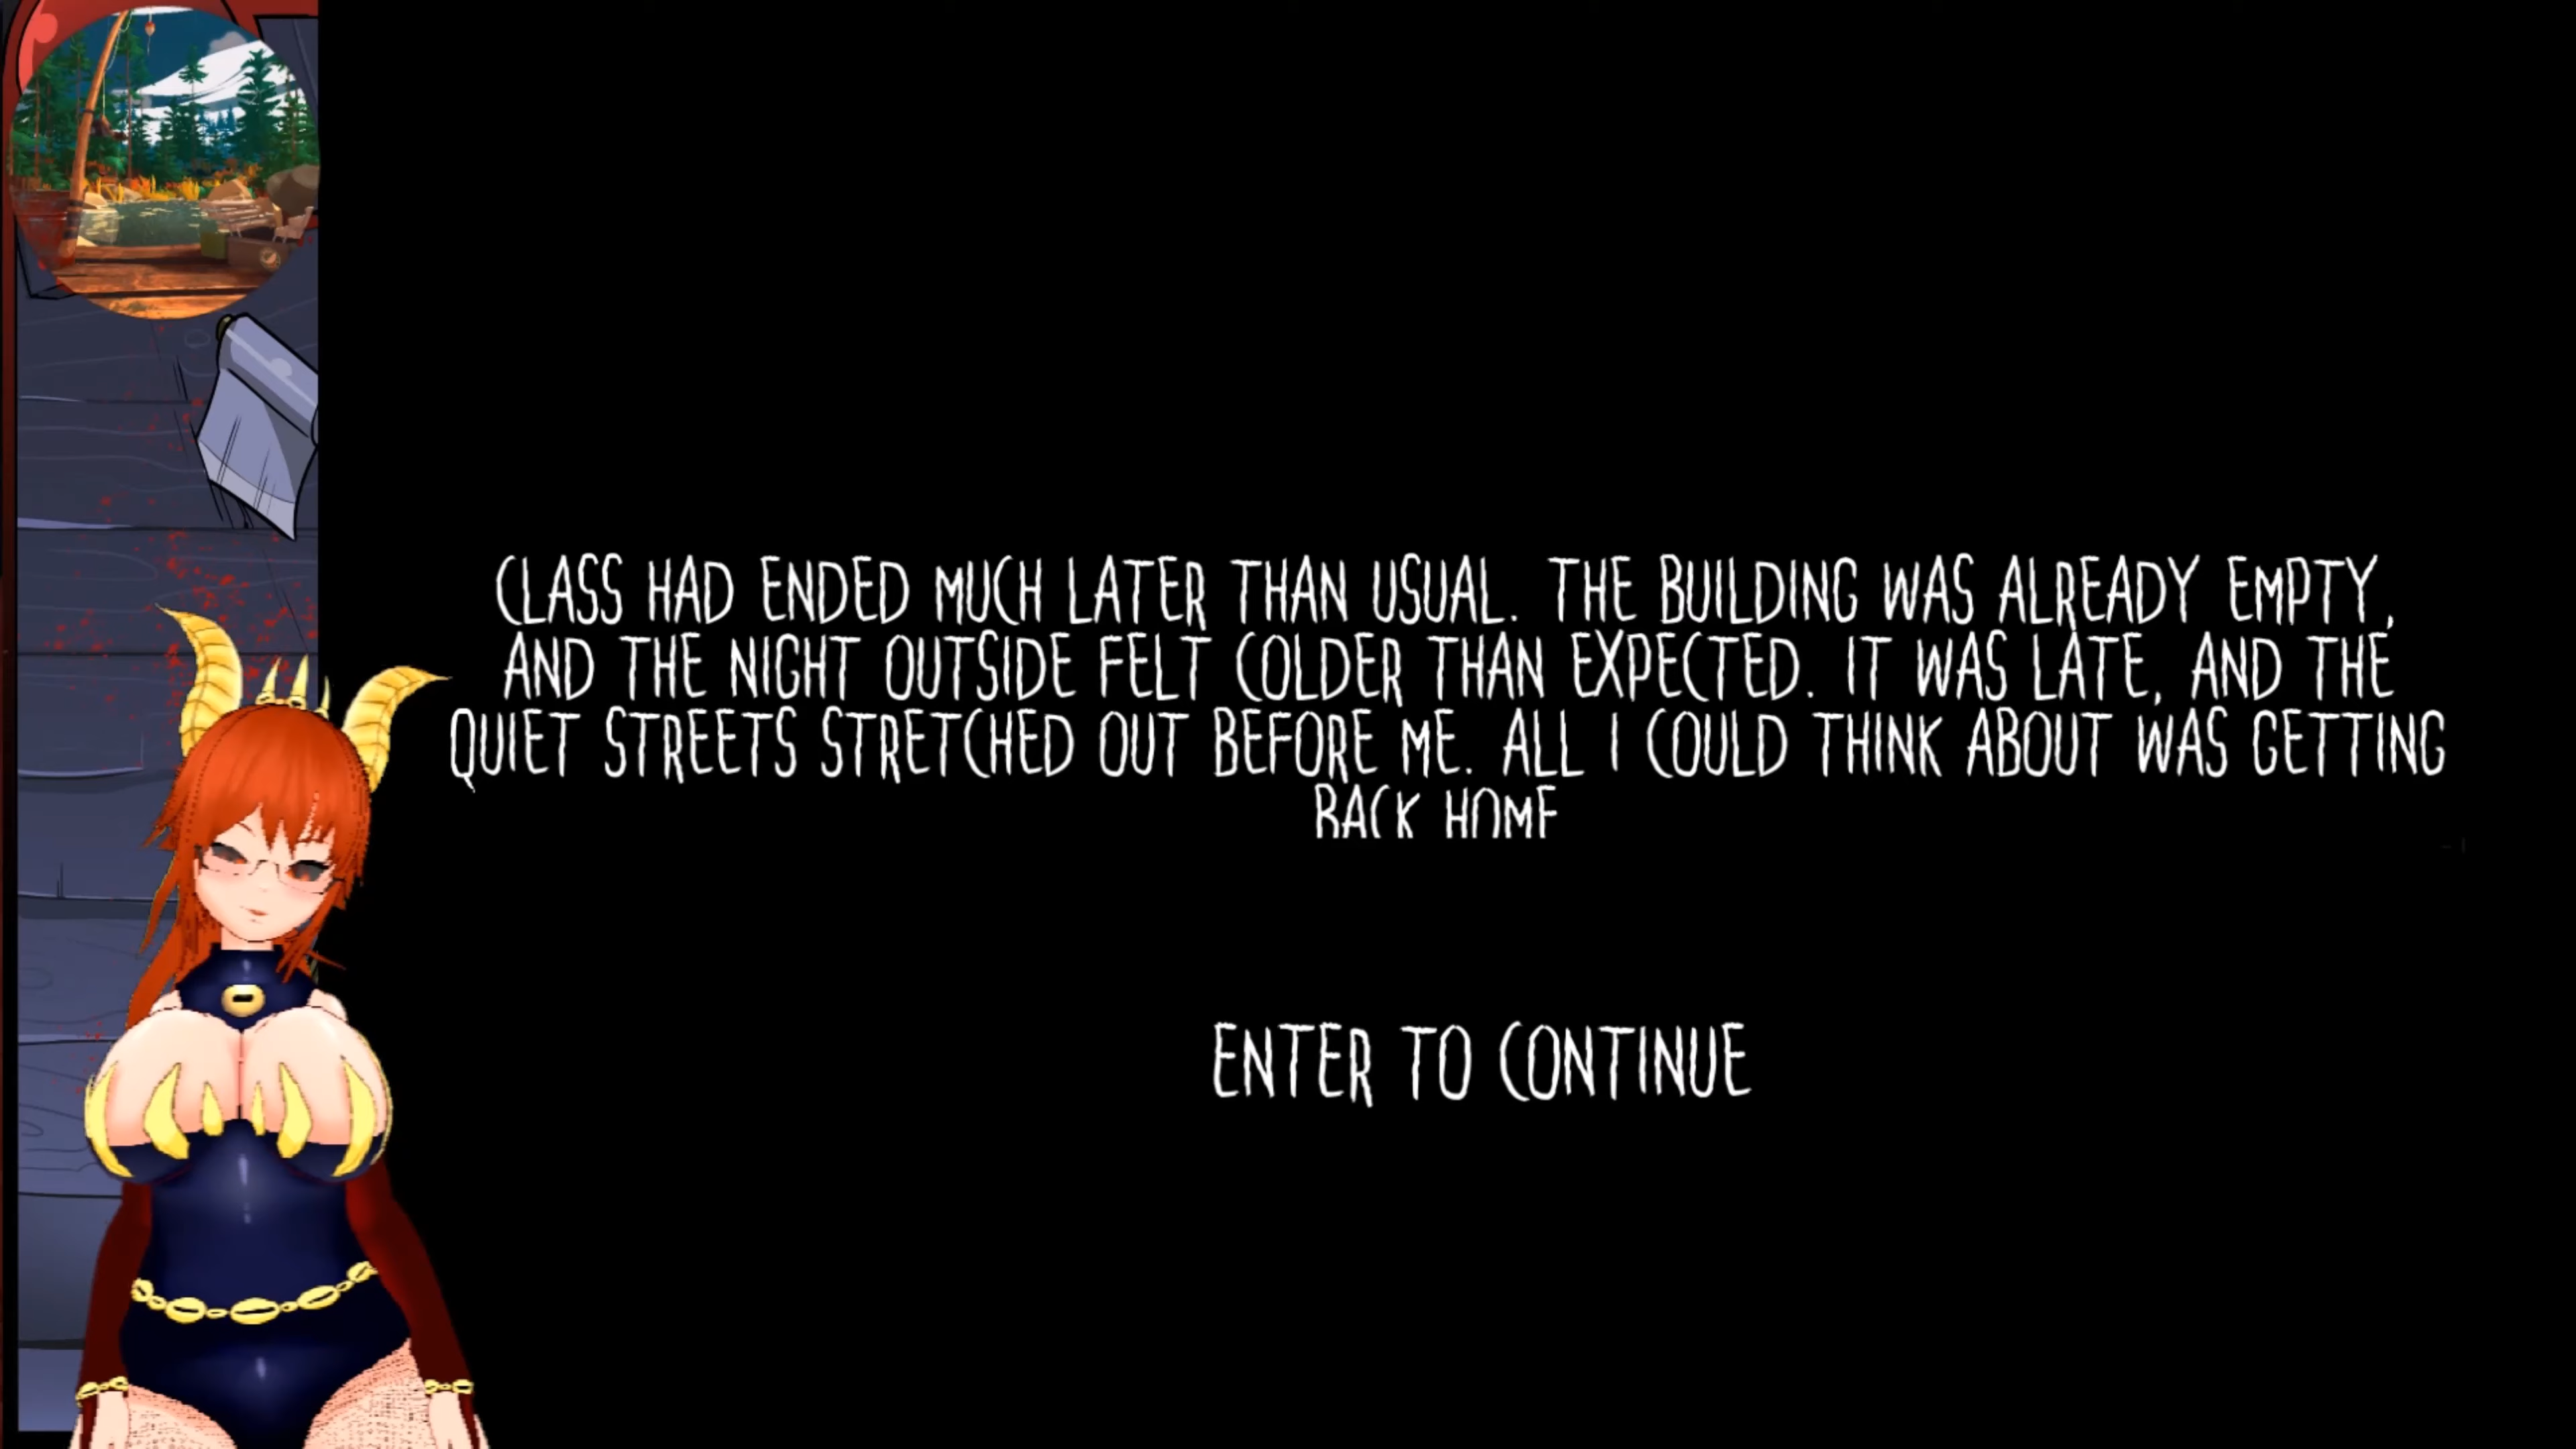 CLASS HAD ENDED MUCH LATER THAN USUAL. THE BUILDING WAS ALREADY EMPTY,
AND THE NIGHT OUTSIDE FELT COLDER THAN EXPECTED. IT WAS LATE, AND THE
QUIET STREETS STRETCHED OUT BEFORE ME. ALL I COULD THINK ABOUT WAS GETTING
BACK HOME
ENTER TO CONTINUE